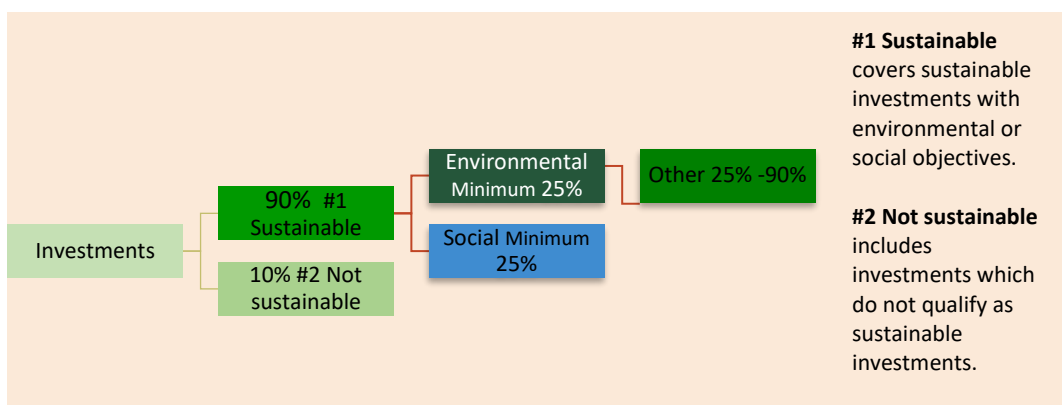 Investments
90% #1
Sustainable
10% #2 Not
sustainable
Environmental
Minimum 25%
Social Minimum
25%
Other 25% -90%
#1 Sustainable
covers sustainable
investments with
environmental or
social objectives.
#2 Not sustainable
includes
investments which
do not qualify as
sustainable
investments.